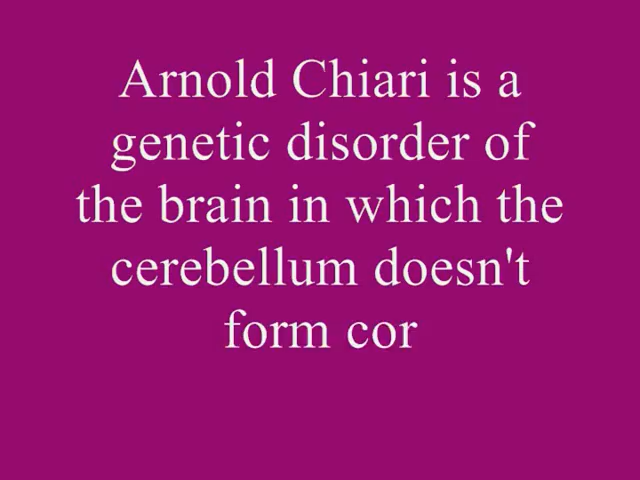 Arnold Chiari is a
genetic disorder of
the brain in which the
cerebellum doesn't
form cor